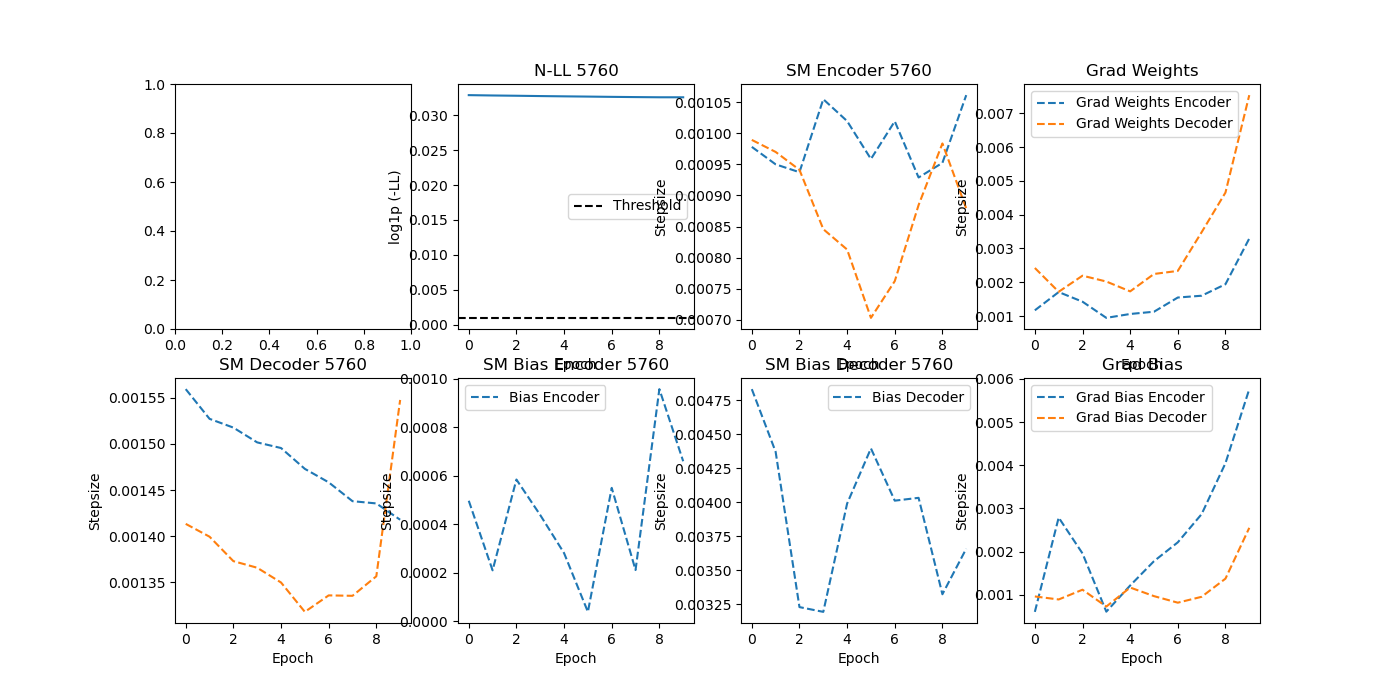 1.0
0.8
0.6
0.4
0.2
0.0
0.0 0.2 0.4 0.6 0.8 1.0
N-LL 5760
log1p (-LL)
0.030
0.025
0.020
0.015
0.010
0.005
0.000
Threshold
0 2 4 6 8
Epoch
SM Encoder 5760
Stepsize
0.00105
0.00100
0.00095
0.00090
0.00085
0.00080
0.00075
0.00070
0 2 4 6 8
Epoch
Grad Weights
Stepsize
0.007
0.006
0.005
0.004
0.003
0.002
0.001
Grad Weights Encoder
Grad Weights Decoder
0 2 4 6 8
Epoch
SM Decoder 5760
Stepsize
0.00155
0.00150
0.00145
0.00140
0.00135
0 2 4 6 8
Epoch
SM Bias Encoder 5760
Stepsize
0.0010
0.0008
0.0006
0.0004
0.0002
0.0000
Bias Encoder
0 2 4 6 8
Epoch
SM Bias Decoder 5760
Stepsize
0.00475
0.00450
0.00425
0.00400
0.00375
0.00350
0.00325
Bias Decoder
0 2 4 6 8
Epoch
Grad Bias
Stepsize
0.006
0.005
0.004
0.003
0.002
0.001
Grad Bias Encoder
Grad Bias Decoder
0 2 4 6 8
Epoch